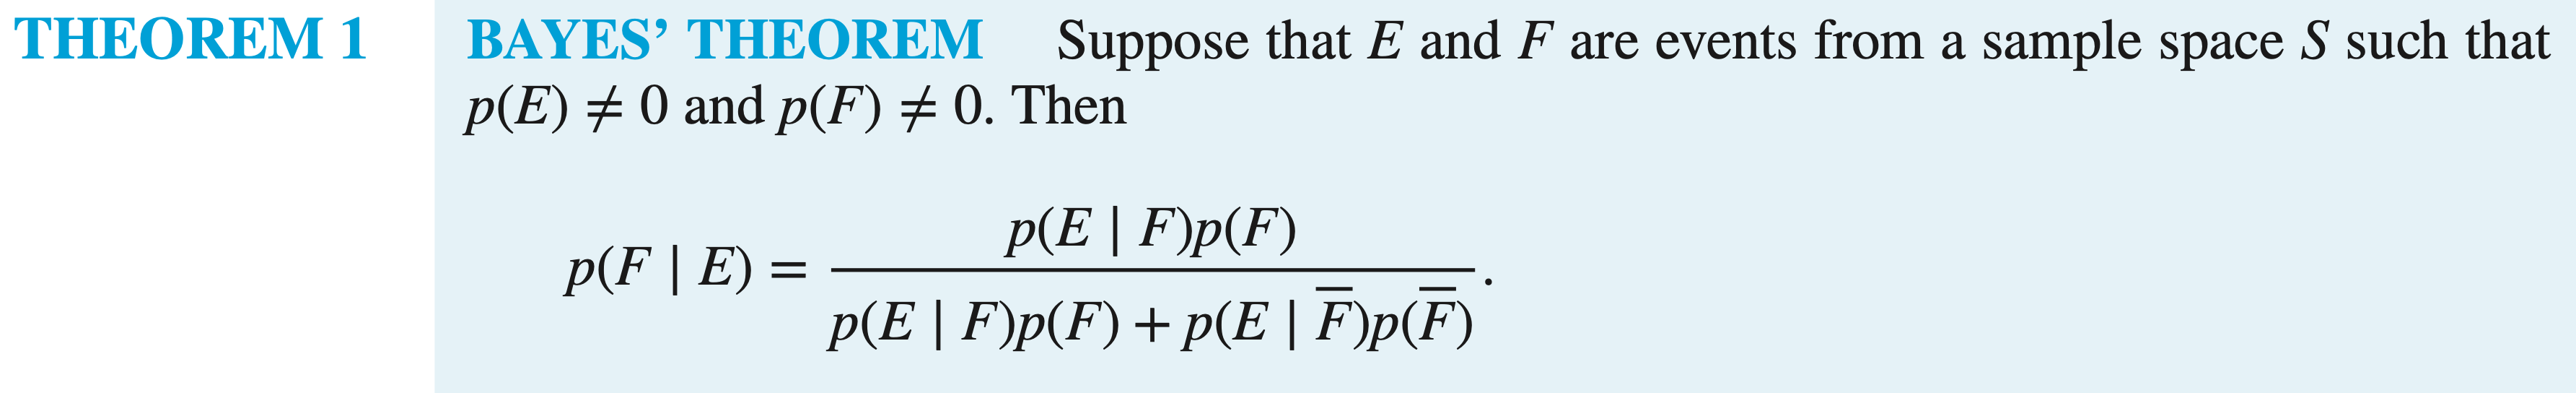 THEOREM 1 BAYES’ THEOREM Suppose that E and F are events from a sample space S such that
p(E) ≠ 0 and p(F) ≠ 0. Then
p(F | E) = p(E | F)p(F) / p(E | F)p(F) + p(E | F̅)p(F̅).